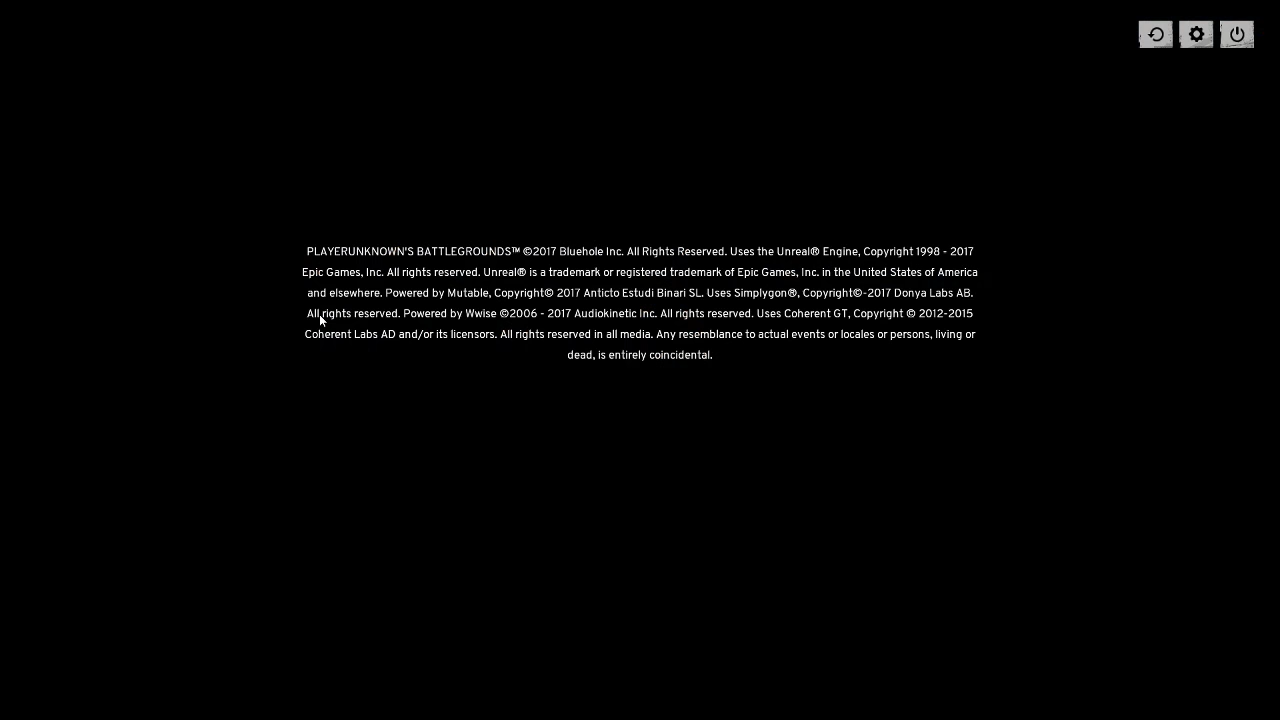 PLAYERUNKNOWN'S BATTLEGROUNDS™ ©2017 Bluehole Inc. All Rights Reserved. Uses the Unreal® Engine, Copyright 1998 - 2017
Epic Games, Inc. All rights reserved. Unreal® is a trademark or registered trademark of Epic Games, Inc. in the United States of America
and elsewhere. Powered by Mutable, Copyright© 2017 Anticto Estudi Binari SL. Uses Simplygon®, Copyright©-2017 Donya Labs AB.
All rights reserved. Powered by Wwise ©2006 - 2017 Audiokinetic Inc. All rights reserved. Uses Coherent GT, Copyright © 2012-2015
Coherent Labs AD and/or its licensors. All rights reserved in all media. Any resemblance to actual events or locales or persons, living or
dead, is entirely coincidental.